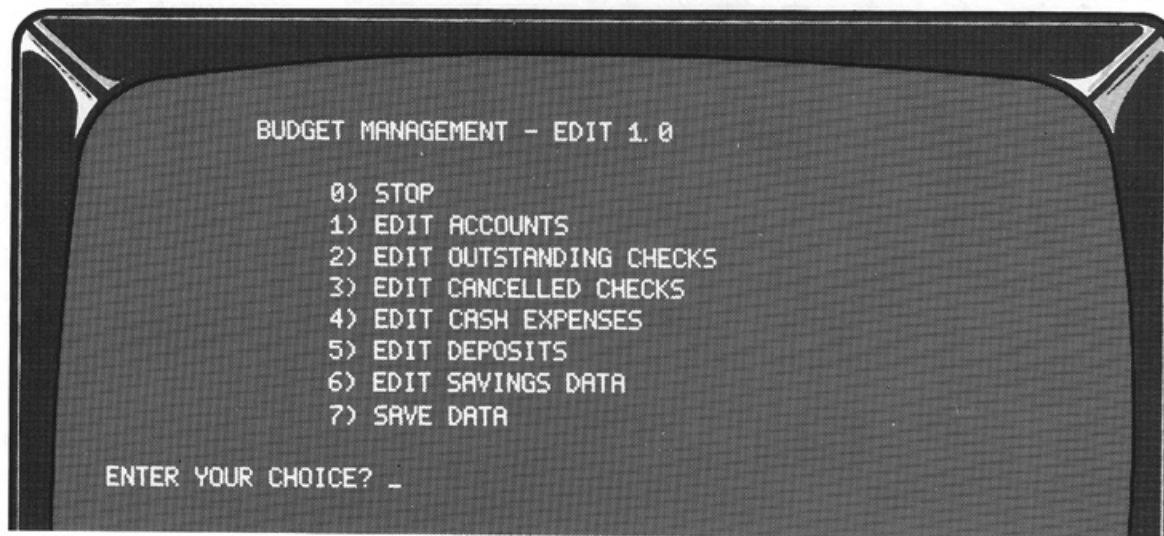 BUDGET MANAGEMENT - EDIT 1.0
0) STOP
1) EDIT ACCOUNTS
2) EDIT OUTSTANDING CHECKS
3) EDIT CANCELLED CHECKS
4) EDIT CASH EXPENSES
5) EDIT DEPOSITS
6) EDIT SAVINGS DATA
7) SAVE DATA
ENTER YOUR CHOICE? _